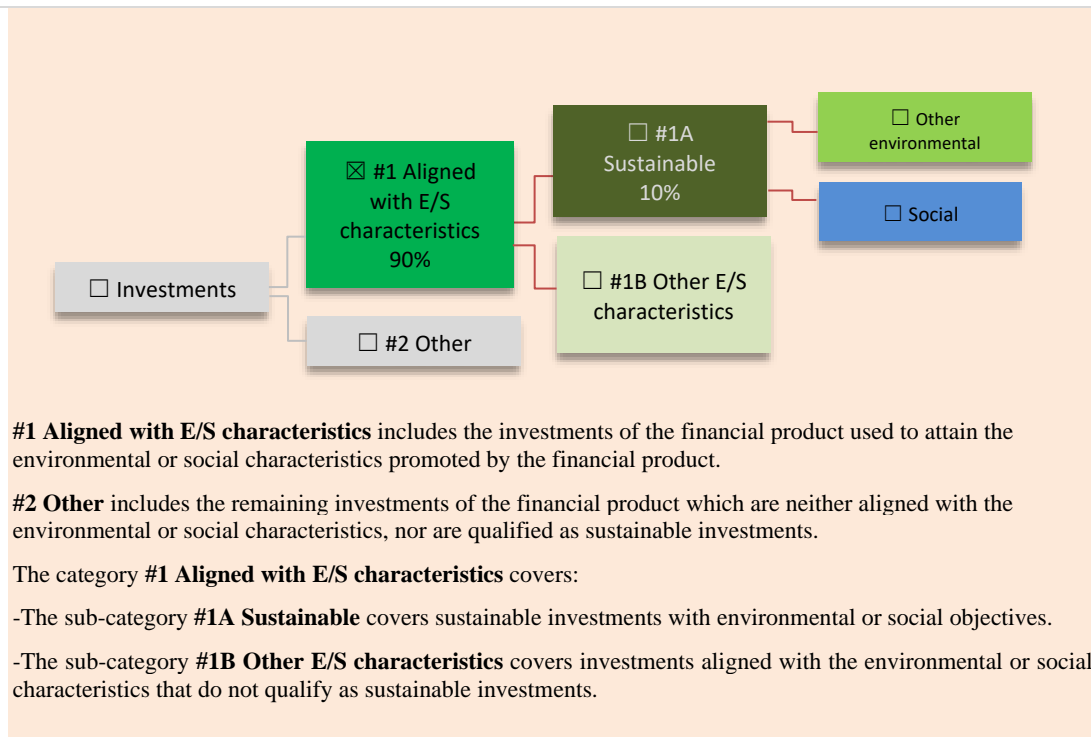 ☐ Investments
☒ #1 Aligned
with E/S
characteristics
90%
☐ #2 Other
☐ #1A
Sustainable
10%
☐ #1B Other E/S
characteristics
☐ Other
environmental
☐ Social
#1 Aligned with E/S characteristics includes the investments of the financial product used to attain the
environmental or social characteristics promoted by the financial product.
#2 Other includes the remaining investments of the financial product which are neither aligned with the
environmental or social characteristics, nor are qualified as sustainable investments.
The category #1 Aligned with E/S characteristics covers:
-The sub-category #1A Sustainable covers sustainable investments with environmental or social objectives.
-The sub-category #1B Other E/S characteristics covers investments aligned with the environmental or social
characteristics that do not qualify as sustainable investments.